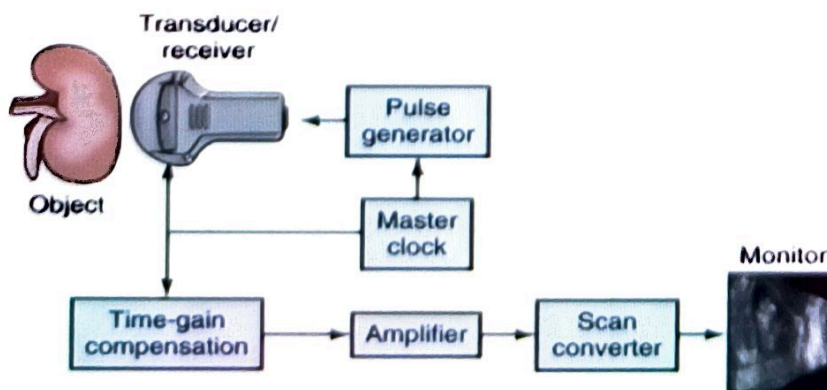 Transducer/
receiver
Pulse
generator
Object
Master
clock
Monitor
Time-gain
compensation
Amplifier
Scan
converter